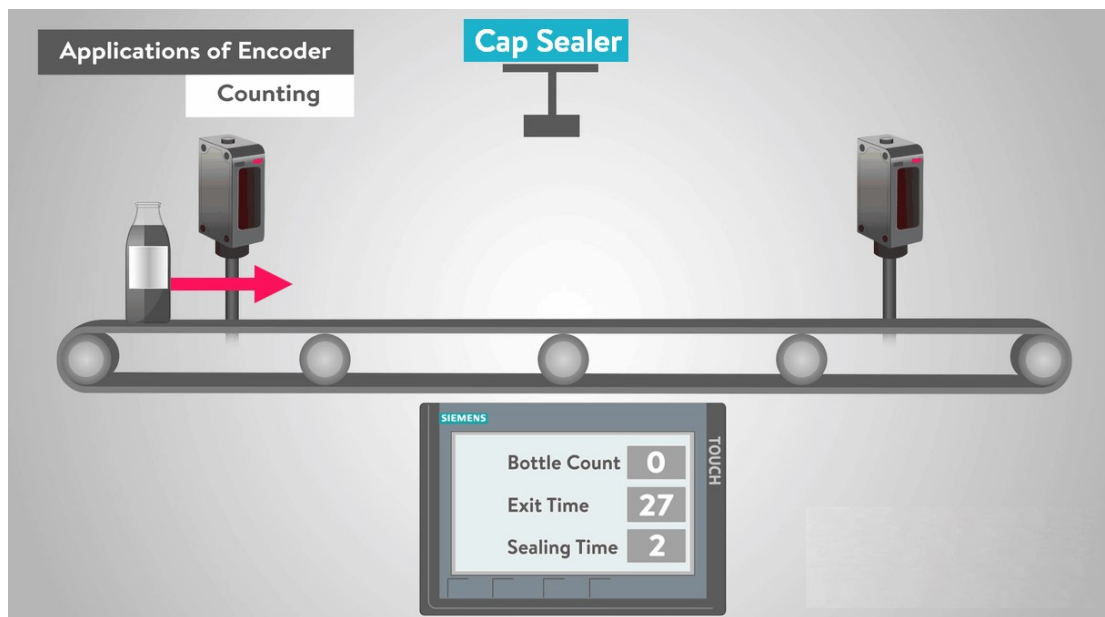 Applications of Encoder
Counting
Cap Sealer
SIEMENS
TOUCH
Bottle Count 0
Exit Time 27
Sealing Time 2